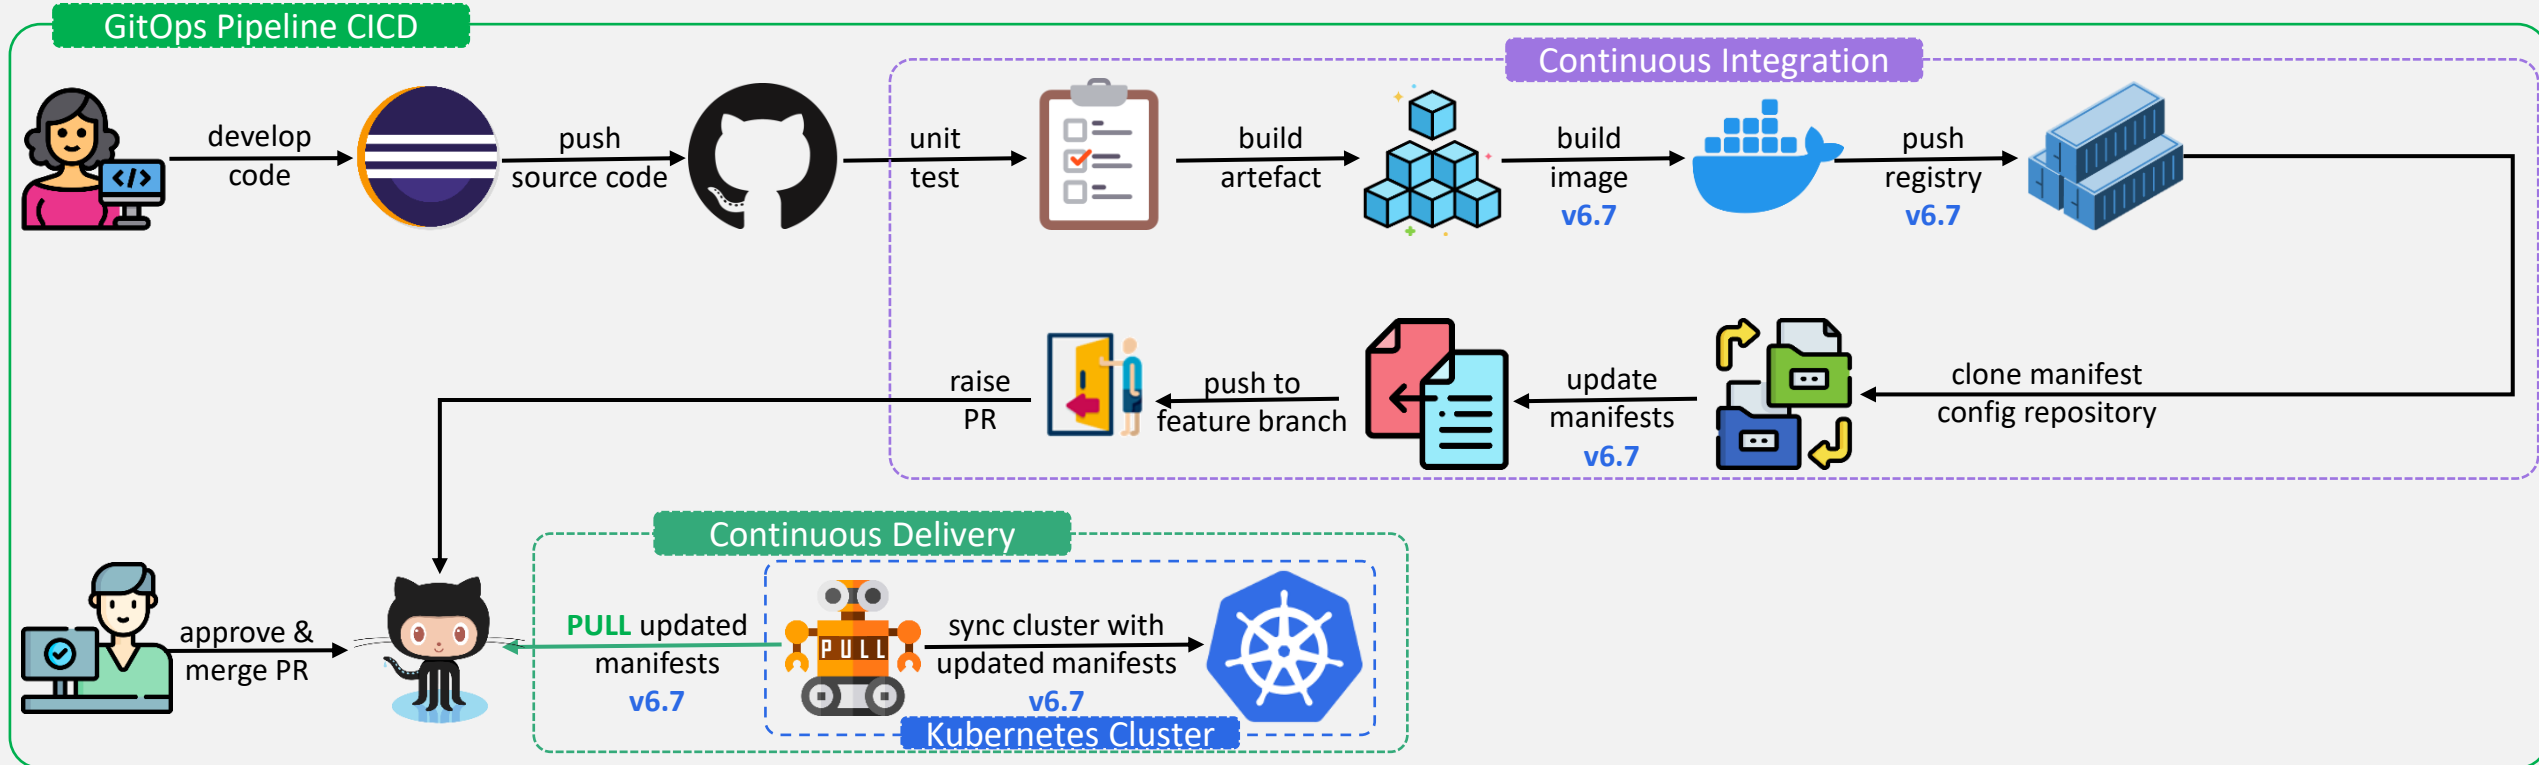 GitOps Pipeline CICD
Continuous Integration
develop
code
</>
push
source code
unit
test
build
artefact
build
image
v6.7
push
registry
v6.7
clone manifest
config repository
update
manifests
v6.7
push to
feature branch
raise
PR
Continuous Delivery
approve &
merge PR
PULL updated
manifests
v6.7
PULL
sync cluster with
updated manifests
v6.7
Kubernetes Cluster